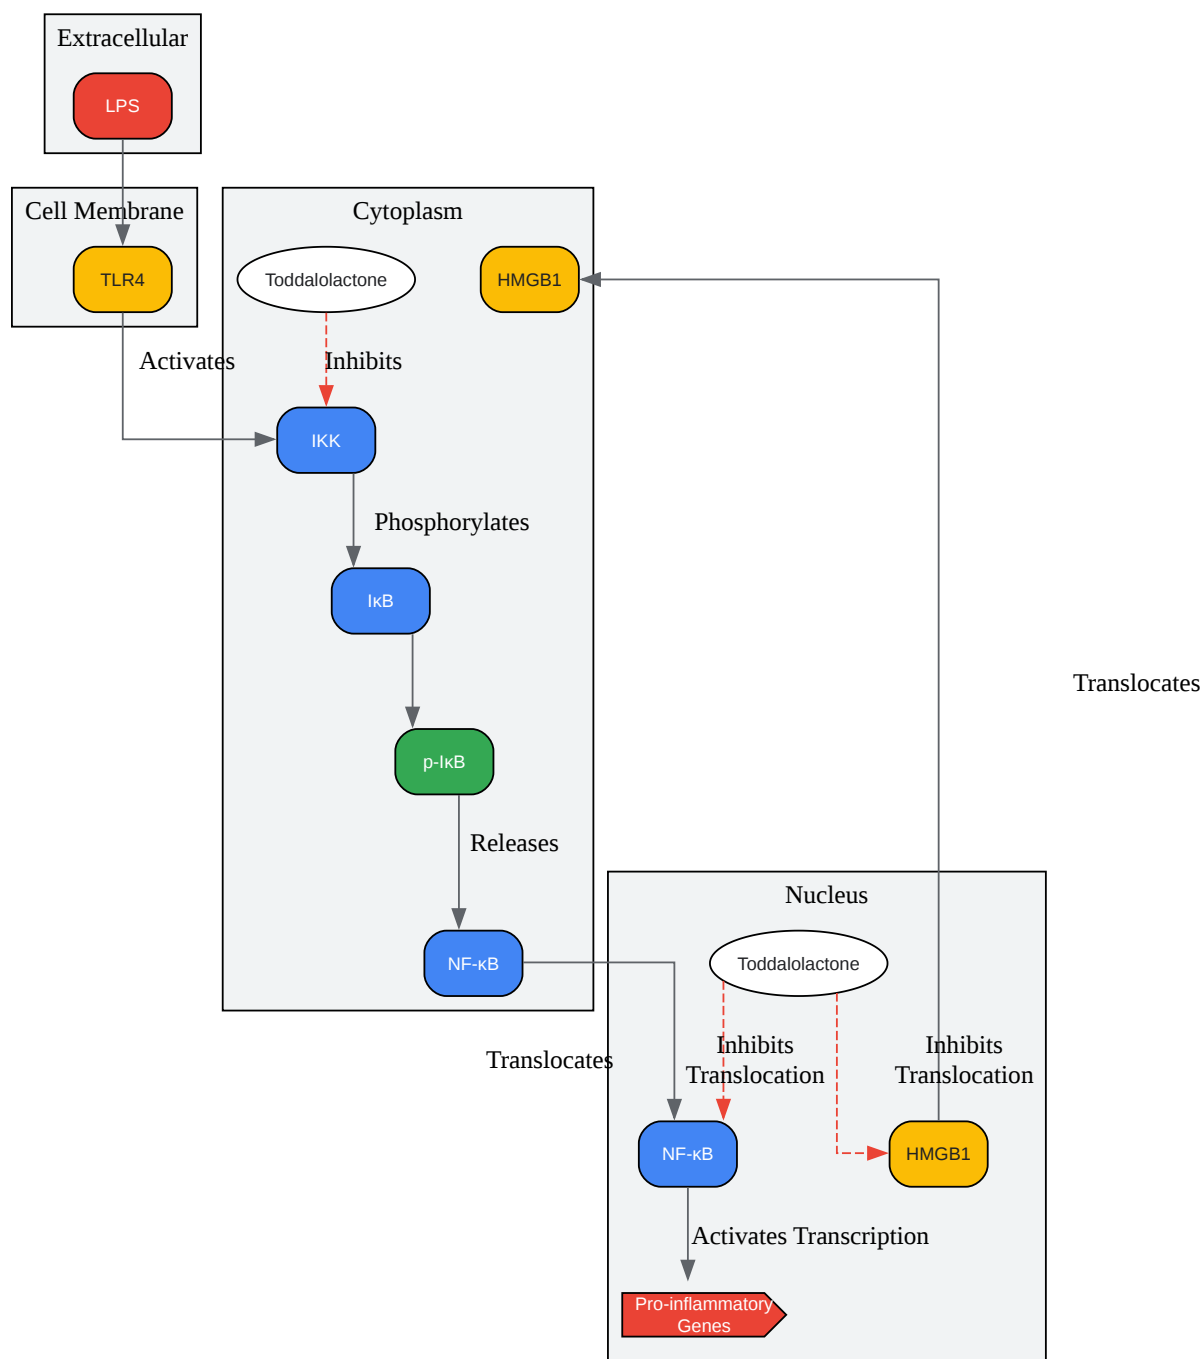 Extracellular
LPS
Cell Membrane
TLR4
Cytoplasm
Toddalolactone
HMGB1
Activates
Inhibits
IKK
Phosphorylates
IκB
Translocates
p-IκB
Releases
Nucleus
NF-κB
Toddalolactone
Translocates
Inhibits
Translocation
Inhibits
Translocation
NF-κB
HMGB1
Activates Transcription
Pro-inflammatory
Genes